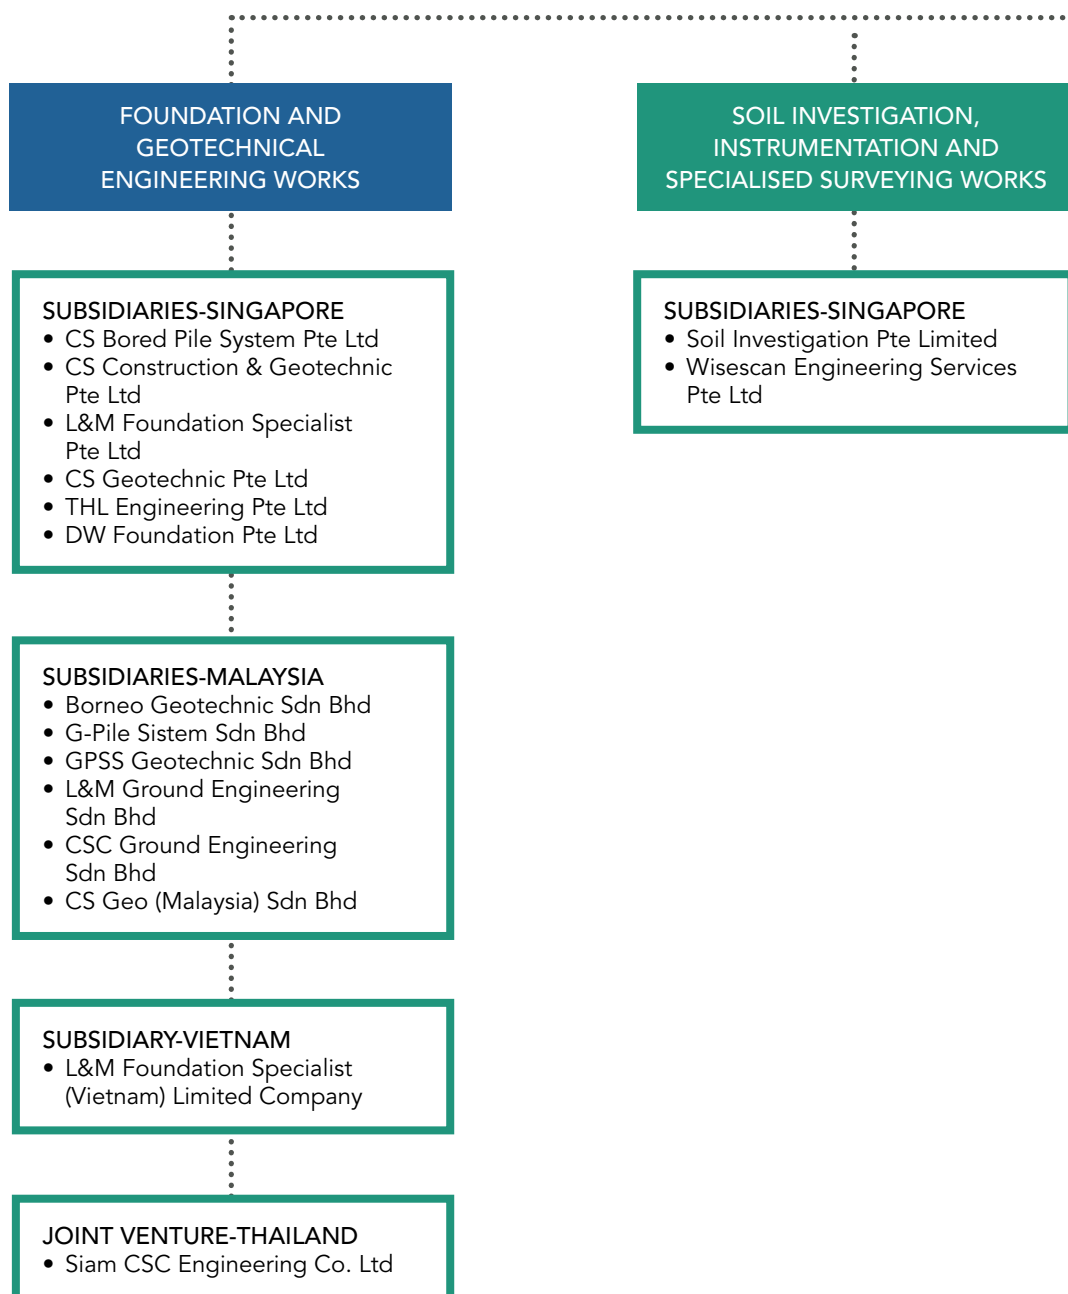 FOUNDATION AND
GEOTECHNICAL
ENGINEERING WORKS
SUBSIDIARIES-SINGAPORE
• CS Bored Pile System Pte Ltd
• CS Construction & Geotechnic
Pte Ltd
• L&M Foundation Specialist
Pte Ltd
• CS Geotechnic Pte Ltd
• THL Engineering Pte Ltd
• DW Foundation Pte Ltd
SUBSIDIARIES-MALAYSIA
• Borneo Geotechnic Sdn Bhd
• G-Pile Sistem Sdn Bhd
• GPSS Geotechnic Sdn Bhd
• L&M Ground Engineering
Sdn Bhd
• CSC Ground Engineering
Sdn Bhd
• CS Geo (Malaysia) Sdn Bhd
SUBSIDIARY-VIETNAM
• L&M Foundation Specialist
(Vietnam) Limited Company
JOINT VENTURE-THAILAND
• Siam CSC Engineering Co. Ltd
SOIL INVESTIGATION,
INSTRUMENTATION AND
SPECIALISED SURVEYING WORKS
SUBSIDIARIES-SINGAPORE
• Soil Investigation Pte Limited
• Wisescan Engineering Services
Pte Ltd